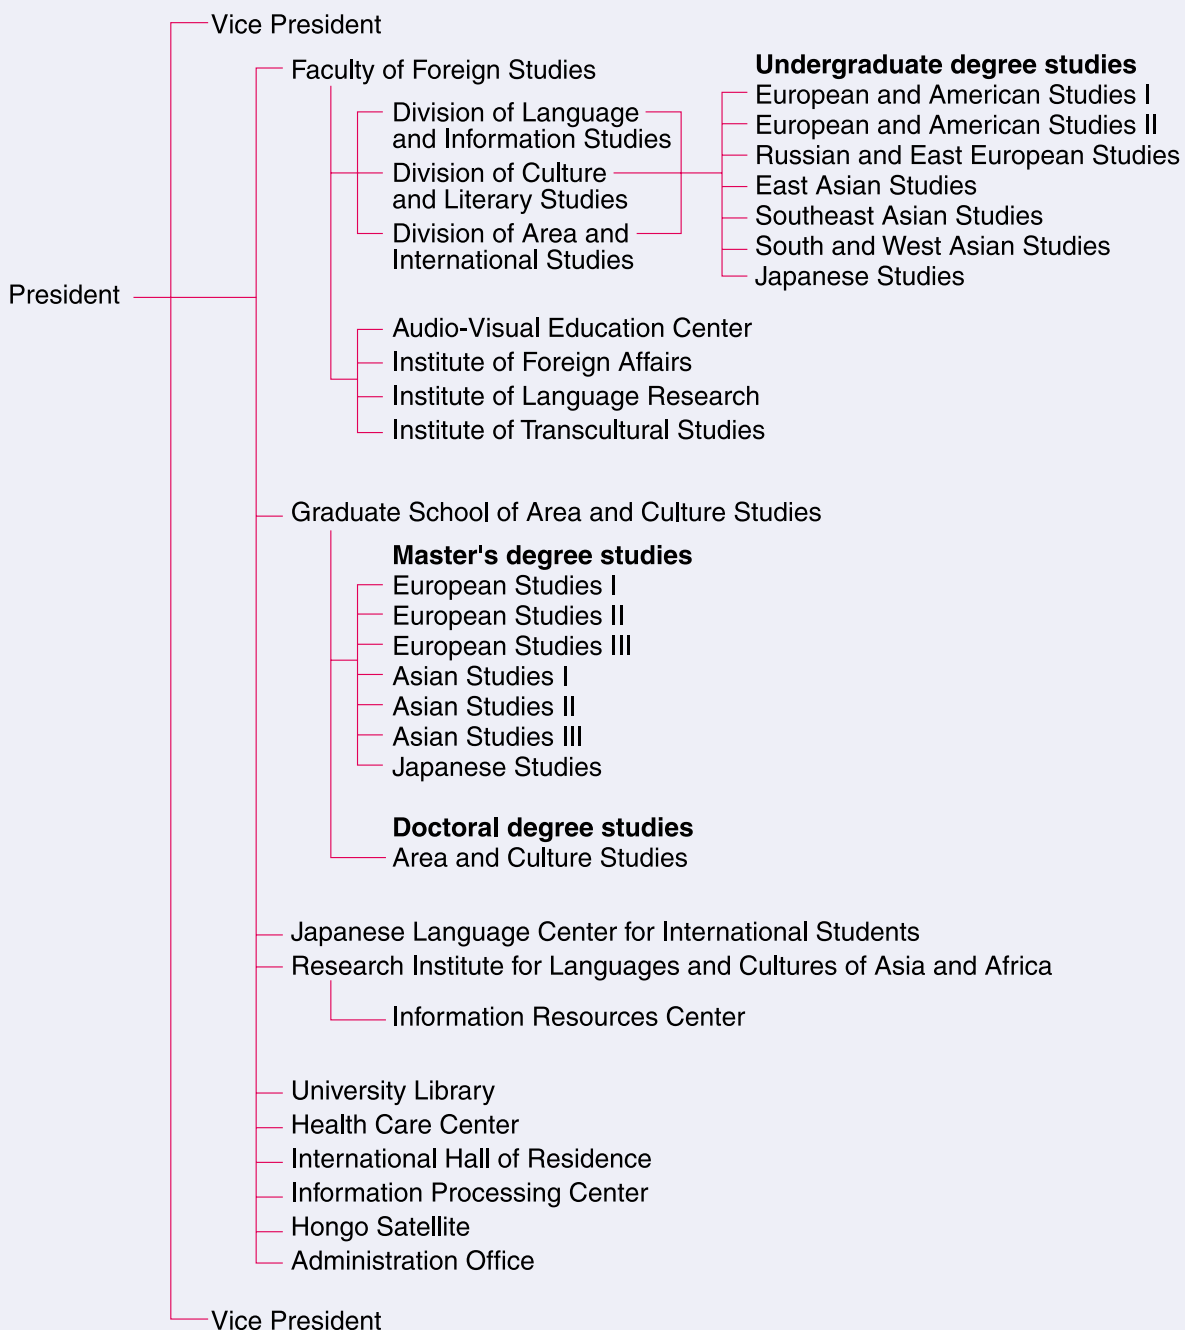 Vice President
Faculty of Foreign Studies
Division of Language
and Information Studies
Division of Culture
and Literary Studies
Division of Area and
International Studies
Undergraduate degree studies
European and American Studies I
European and American Studies II
Russian and East European Studies
East Asian Studies
Southeast Asian Studies
South and West Asian Studies
Japanese Studies
President
Audio-Visual Education Center
Institute of Foreign Affairs
Institute of Language Research
Institute of Transcultural Studies
Graduate School of Area and Culture Studies
Master's degree studies
European Studies I
European Studies II
European Studies III
Asian Studies I
Asian Studies II
Asian Studies III
Japanese Studies
Doctoral degree studies
Area and Culture Studies
Japanese Language Center for International Students
Research Institute for Languages and Cultures of Asia and Africa
Information Resources Center
University Library
Health Care Center
International Hall of Residence
Information Processing Center
Hongo Satellite
Administration Office
Vice President